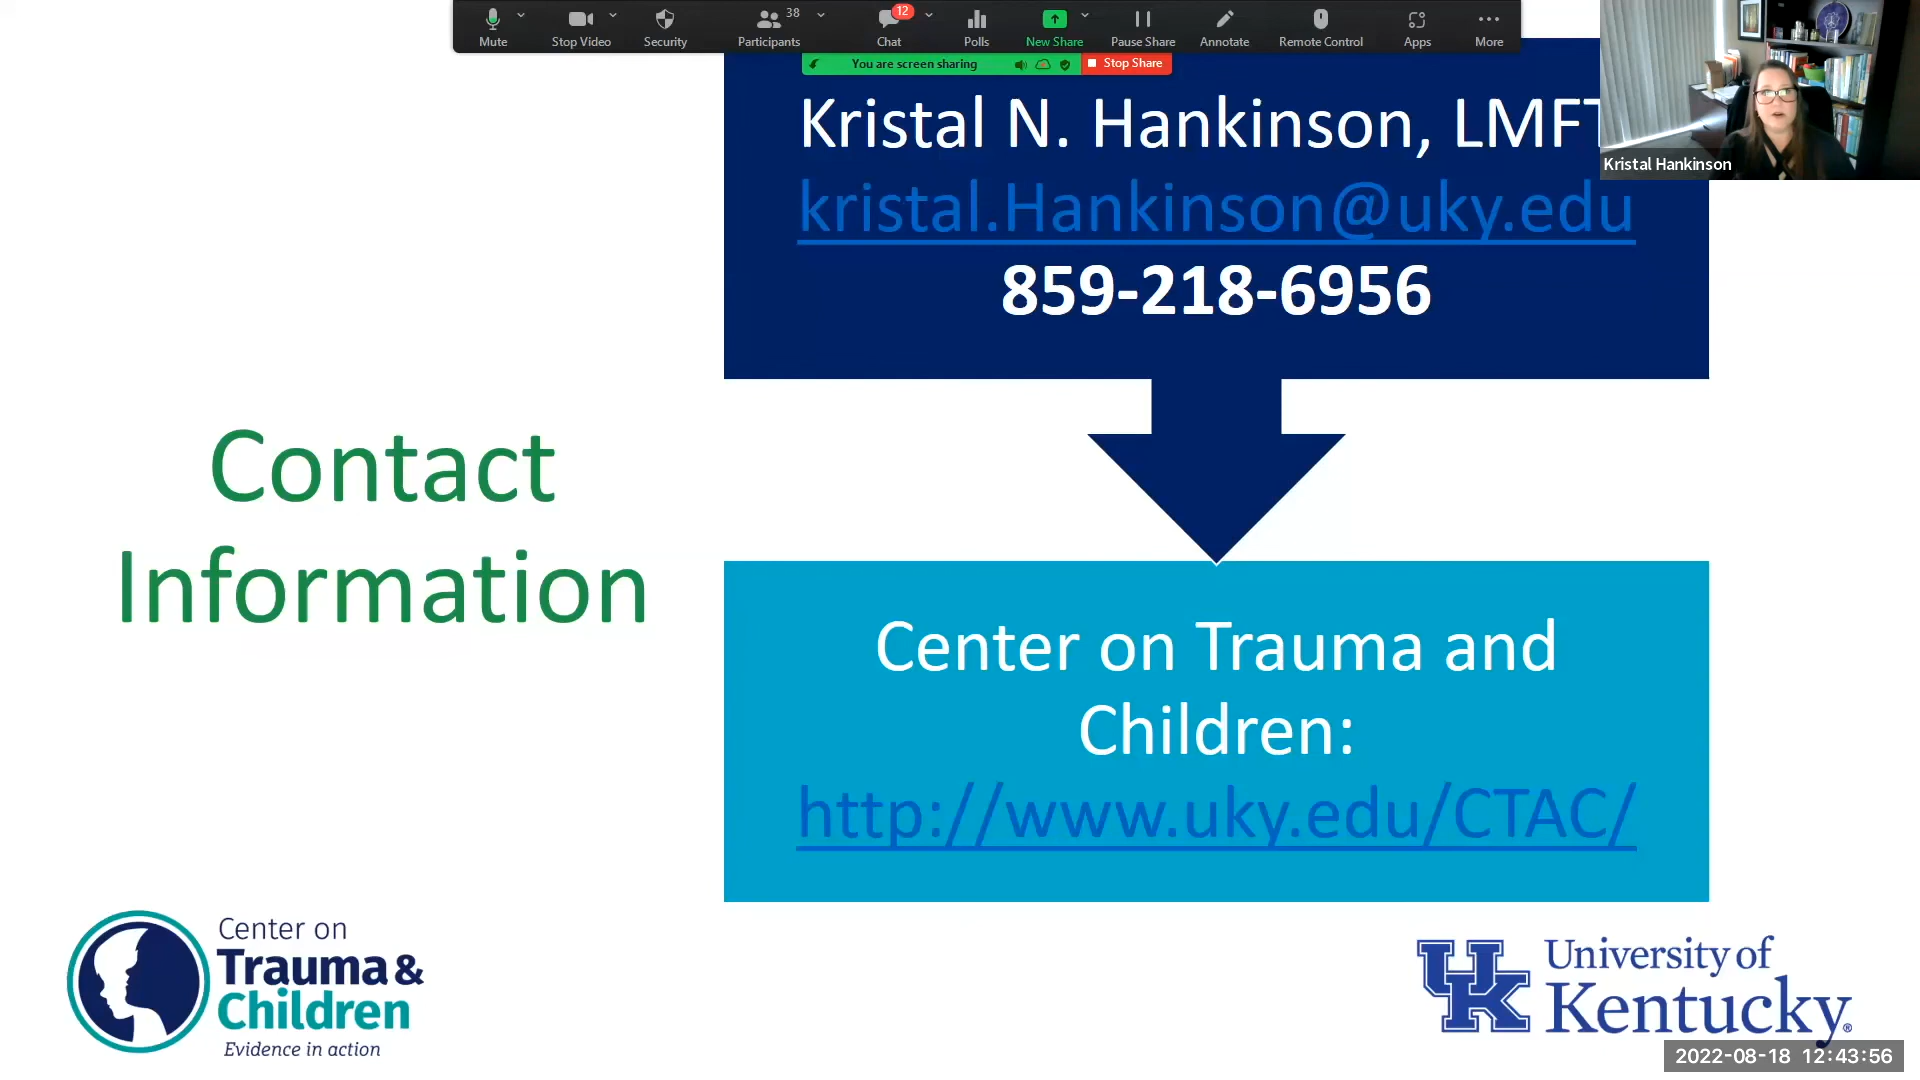 Mute
Stop Video
Security
Participants
38
Chat
12
Polls
New Share
Pause Share
Annotate
Remote Control
Apps
More
You are screen sharing
Stop Share
Kristal Hankinson
Kristal N. Hankinson, LMFT
kristal.Hankinson@uky.edu
859-218-6956
Contact
Information
Center on Trauma and
Children:
http://www.uky.edu/CTAC/
Center on
Trauma &
Children
Evidence in action
UK
University of
Kentucky®
2022-08-18 12:43:56